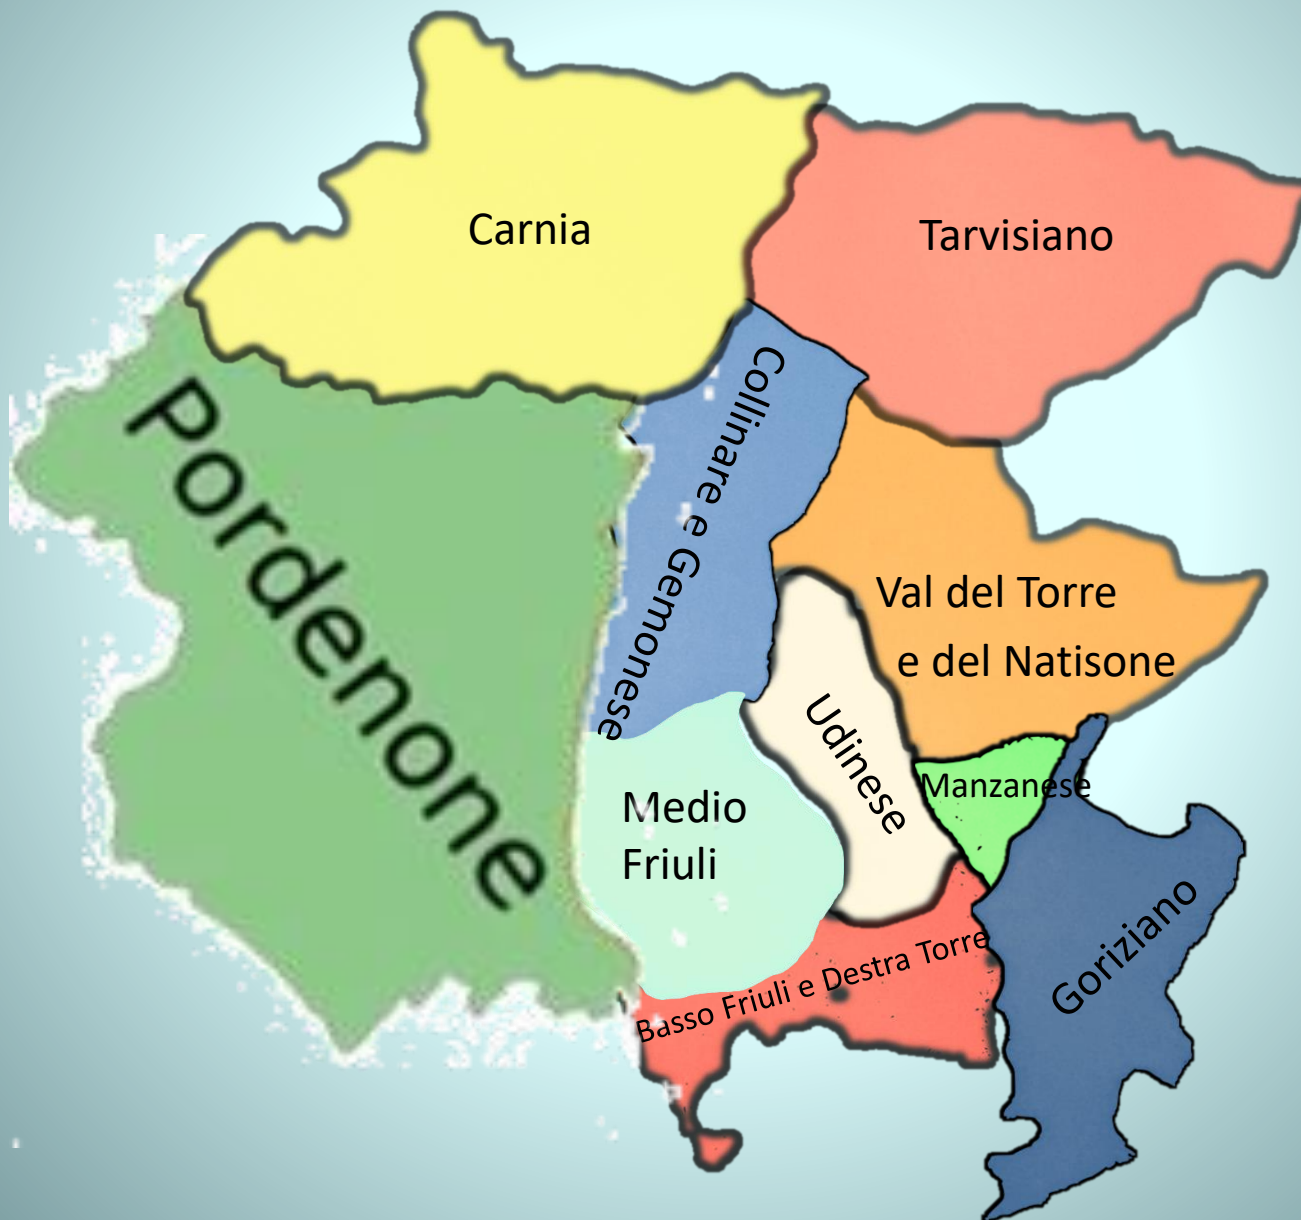 Carnia
Tarvisiano
Pordenone
Collinare e Gemonese
Val del Torre
e del Natisone
Udinese
Manzanese
Medio
Friuli
Goriziano
Basso Friuli e Destra Torre